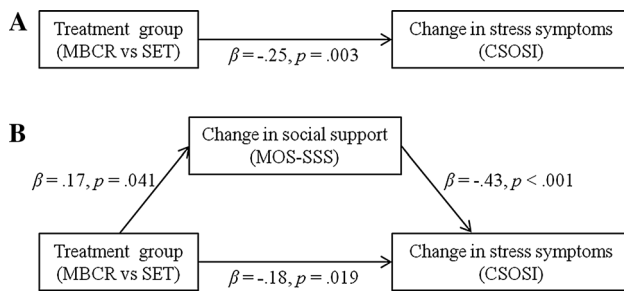 A
Treatment group
(MBCR vs SET)
β = -.25, p = .003
Change in stress symptoms
(CSOSI)
B
Change in social support
(MOS-SSS)
β = .17, p = .041
β = -.43, p < .001
Treatment group
(MBCR vs SET)
β = -.18, p = .019
Change in stress symptoms
(CSOSI)